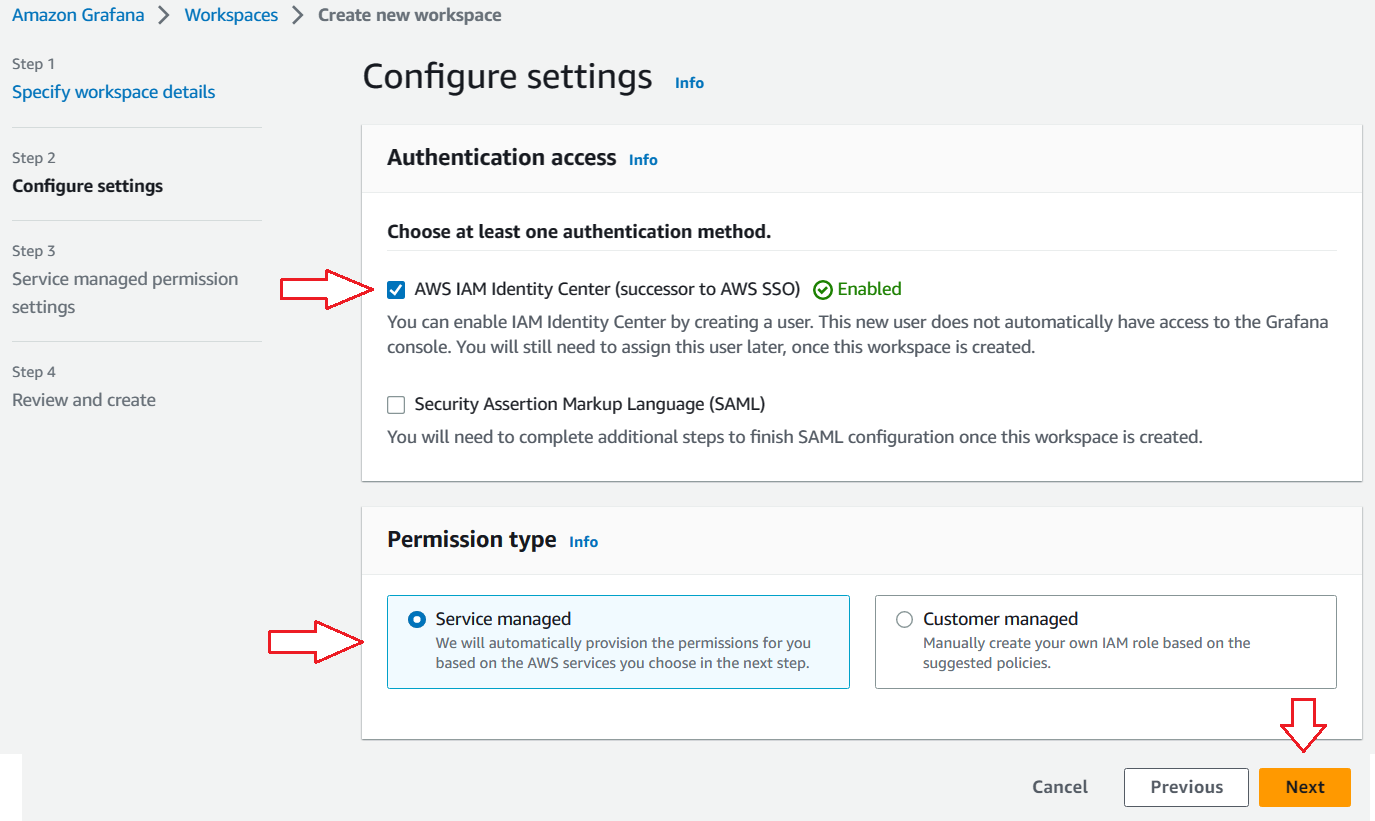 Amazon Grafana > Workspaces > Create new workspace
Step 1
Specify workspace details
Step 2
Configure settings
Step 3
Service managed permission
settings
Step 4
Review and create
Configure settings Info
Authentication access Info
Choose at least one authentication method.
AWS IAM Identity Center (successor to AWS SSO) Enabled
You can enable IAM Identity Center by creating a user. This new user does not automatically have access to the Grafana
console. You will still need to assign this user later, once this workspace is created.
Security Assertion Markup Language (SAML)
You will need to complete additional steps to finish SAML configuration once this workspace is created.
Permission type Info
Service managed
We will automatically provision the permissions for you
based on the AWS services you choose in the next step.
Customer managed
Manually create your own IAM role based on the
suggested policies.
Cancel Previous Next